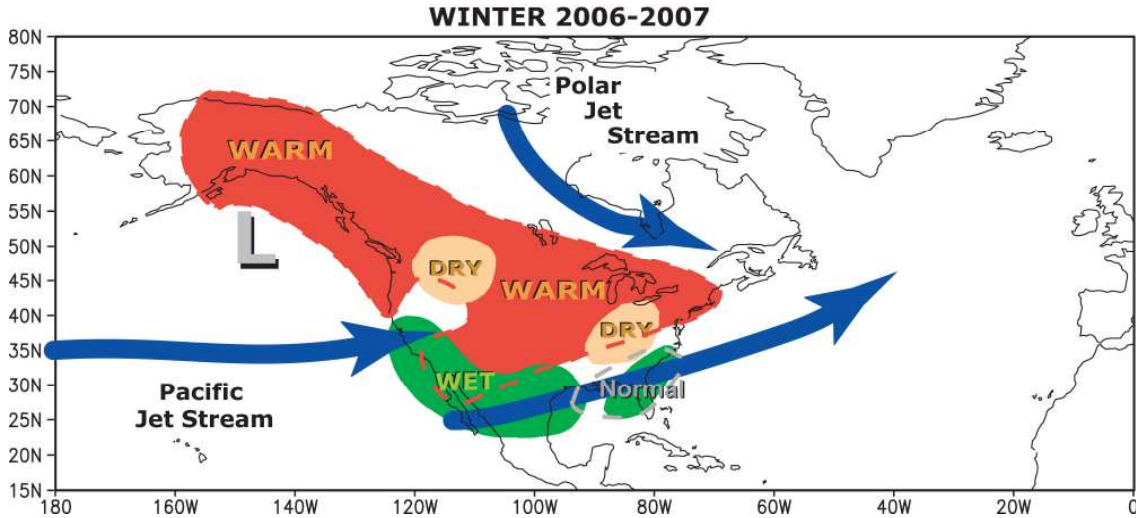 WINTER 2006-2007
80N
75N
70N
65N
60N
55N
50N
45N
40N
35N
30N
25N
20N
15N
Polar
Jet
Stream
WARM
L
DRY
WARM
DRY
WET
Normal
Pacific
Jet Stream
180 160W 140W 120W 100W 80W 60W 40W 20W 0